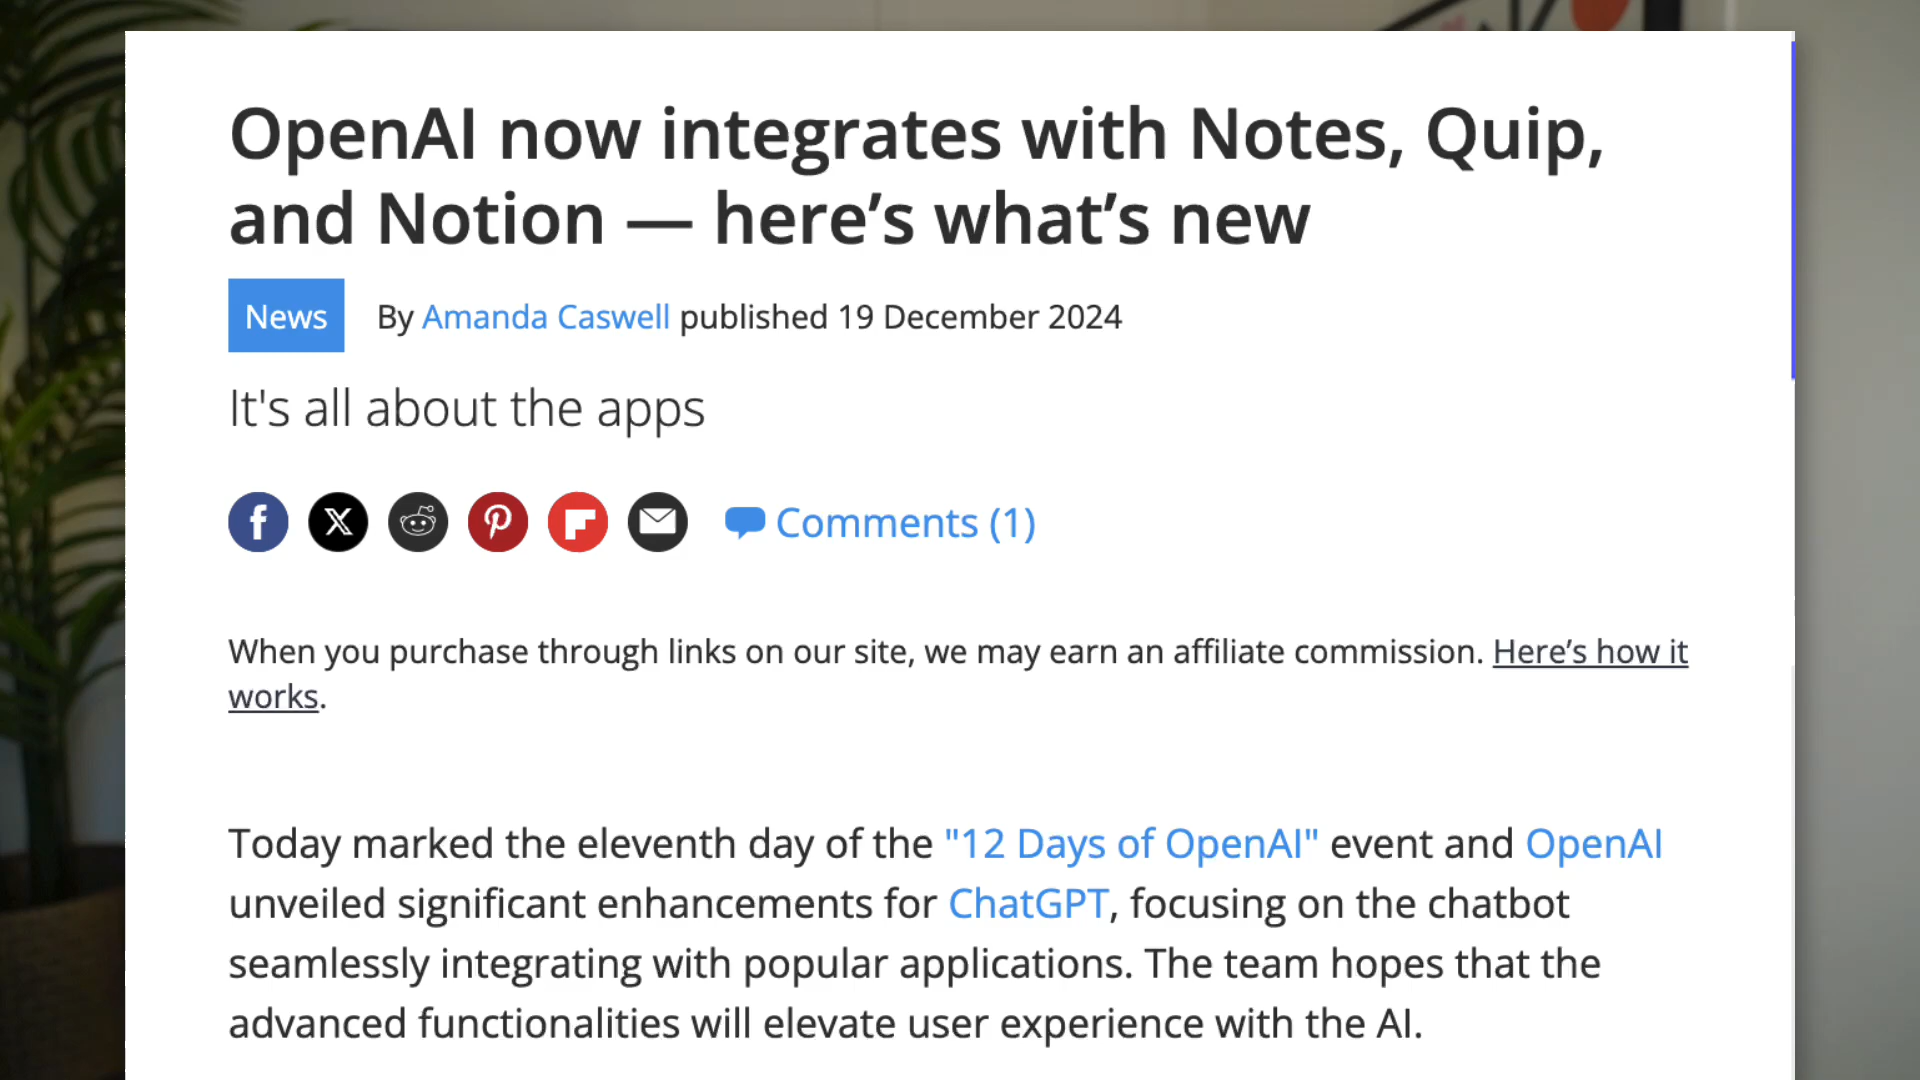 OpenAI now integrates with Notes, Quip,
and Notion — here’s what’s new
News By Amanda Caswell published 19 December 2024
It's all about the apps
Comments (1)
When you purchase through links on our site, we may earn an affiliate commission. Here’s how it
works.
Today marked the eleventh day of the "12 Days of OpenAI" event and OpenAI
unveiled significant enhancements for ChatGPT, focusing on the chatbot
seamlessly integrating with popular applications. The team hopes that the
advanced functionalities will elevate user experience with the AI.